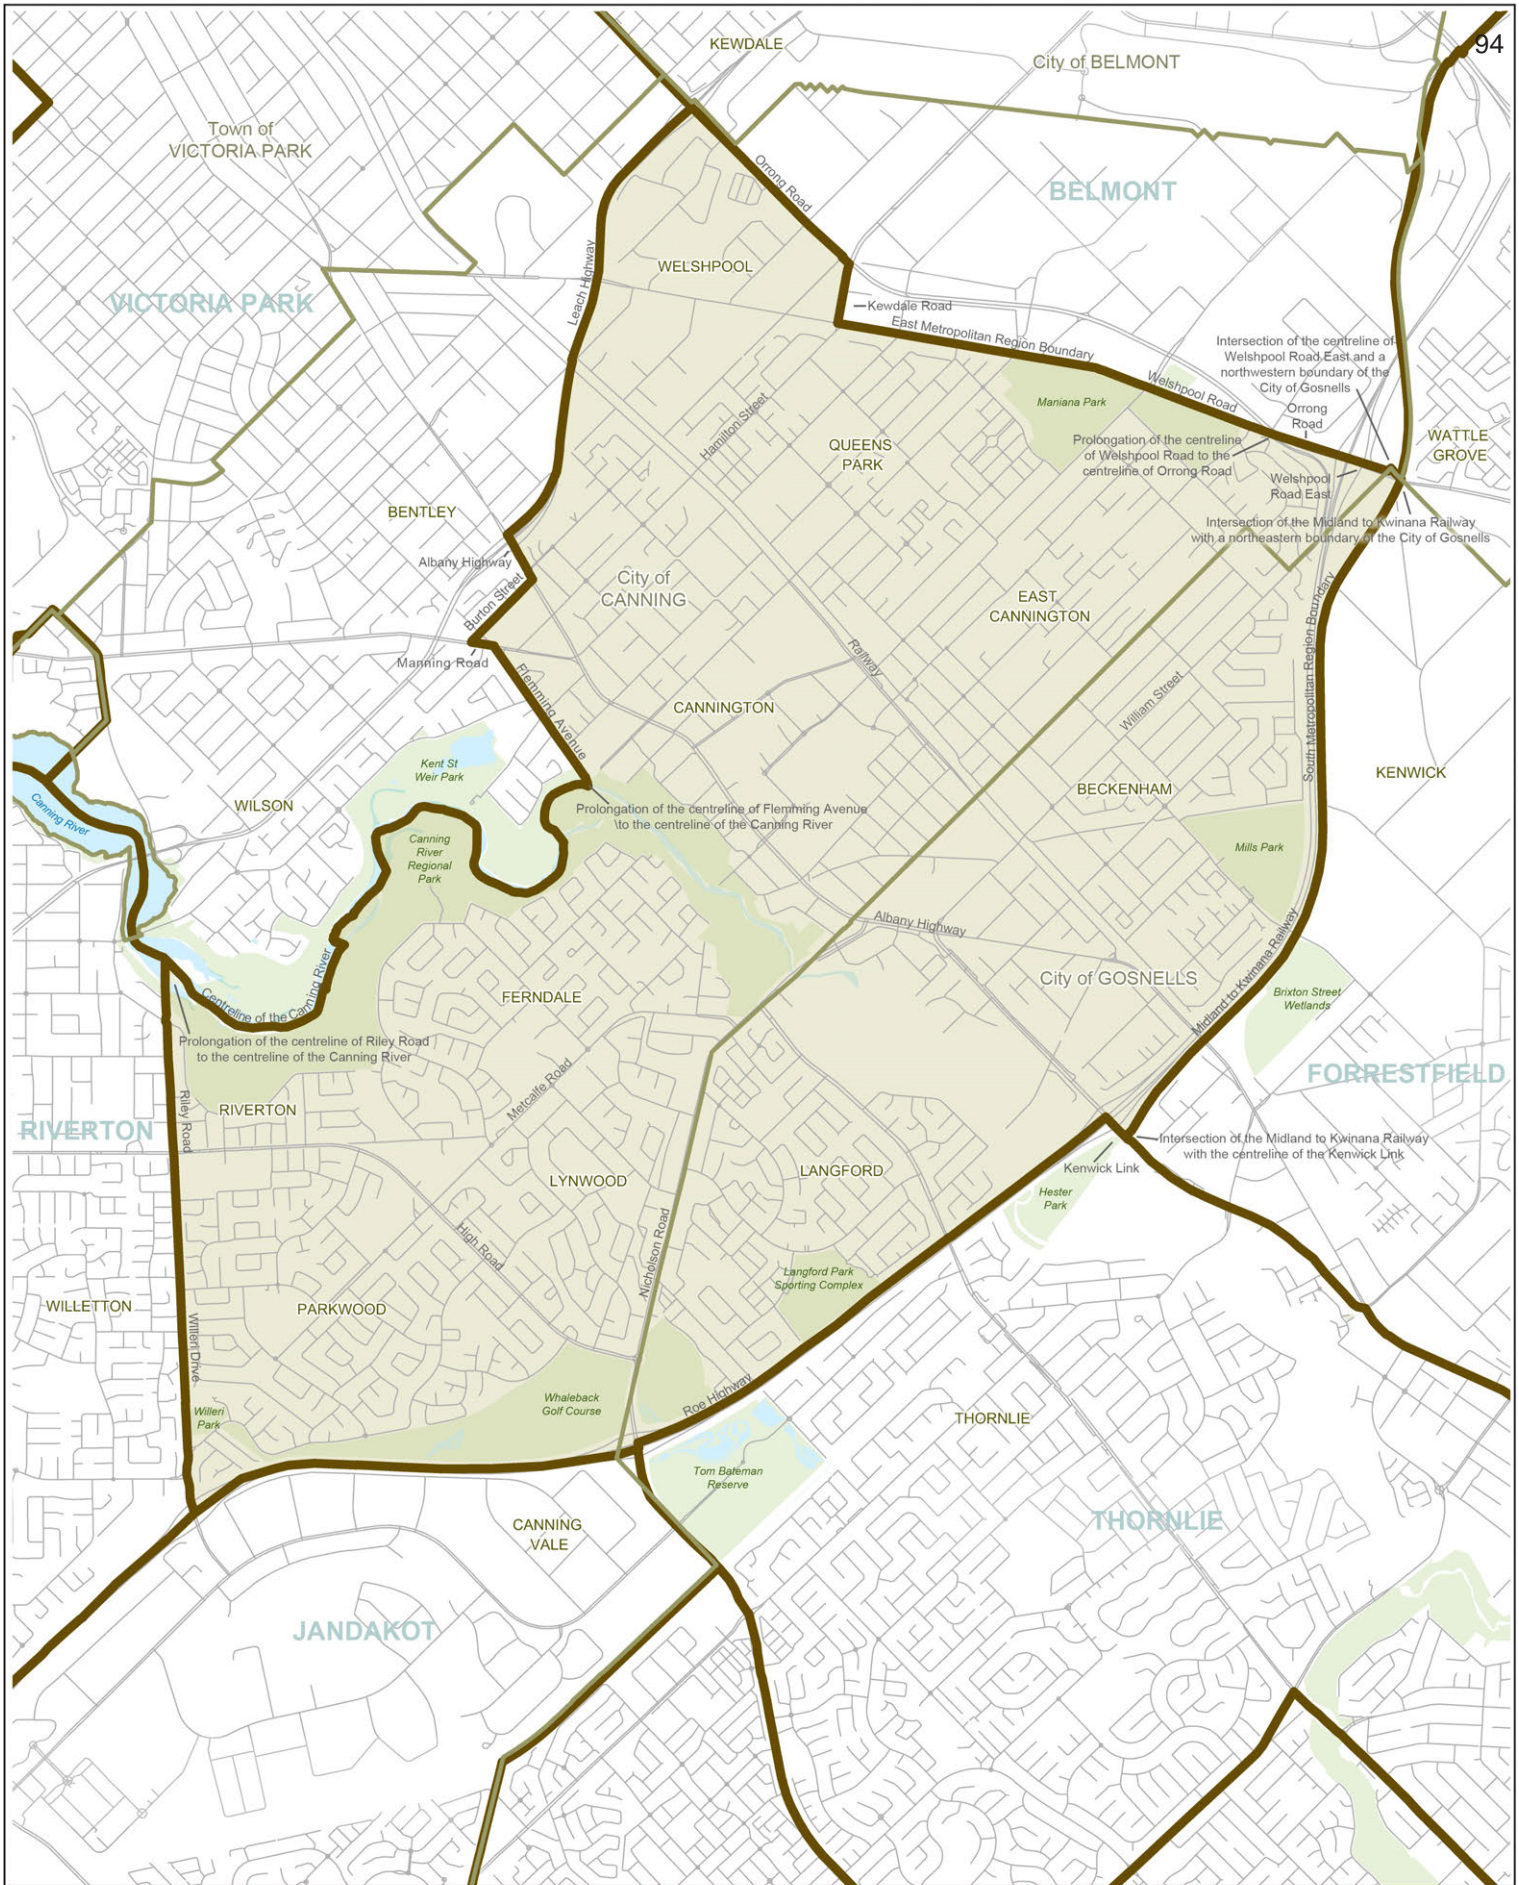 94
KEWDALE
City of BELMONT
Town of
VICTORIA PARK
Orrong Road
BELMONT
WELSHPOOL
Leach Highway
VICTORIA PARK
Kewdale Road
East Metropolitan Region Boundary
Intersection of the centreline of
Welshpool Road East and a
northwestern boundary of the
City of Gosnells
Welshpool Road
Maniana Park
Hamilton Street
Orrong
Road
QUEENS
PARK
Prolongation of the centreline
of Welshpool Road to the
centreline of Orrong Road
WATTLE
GROVE
Welshpool
Road East
BENTLEY
Intersection of the Midland to Kwinana Railway
with a northeastern boundary of the City of Gosnells
Albany Highway
City of
CANNING
Burton Street
EAST
CANNINGTON
Manning Road
Railway
South Metropolitan Region Boundary
Flemming Avenue
CANNINGTON
William Street
Kent St
Weir Park
KENWICK
BECKENHAM
WILSON
Canning River
Prolongation of the centreline of Flemming Avenue
to the centreline of the Canning River
Canning
River
Regional
Park
Mills Park
Albany Highway
City of GOSNELLS
Midland to Kwinana Railway
Centreline of the Canning River
FERNDALE
Brixton Street
Wetlands
Prolongation of the centreline of Riley Road
to the centreline of the Canning River
FORRESTFIELD
Metcalfe Road
Riley Road
RIVERTON
RIVERTON
Intersection of the Midland to Kwinana Railway
with the centreline of the Kenwick Link
Kenwick Link
LANGFORD
LYNWOOD
Hester
Park
High Road
Nicholson Road
Langford Park
Sporting Complex
WILLETTON
PARKWOOD
Willeri Drive
Whaleback
Golf Course
Roe Highway
Willeri
Park
THORNLIE
Tom Bateman
Reserve
CANNING
VALE
THORNLIE
JANDAKOT